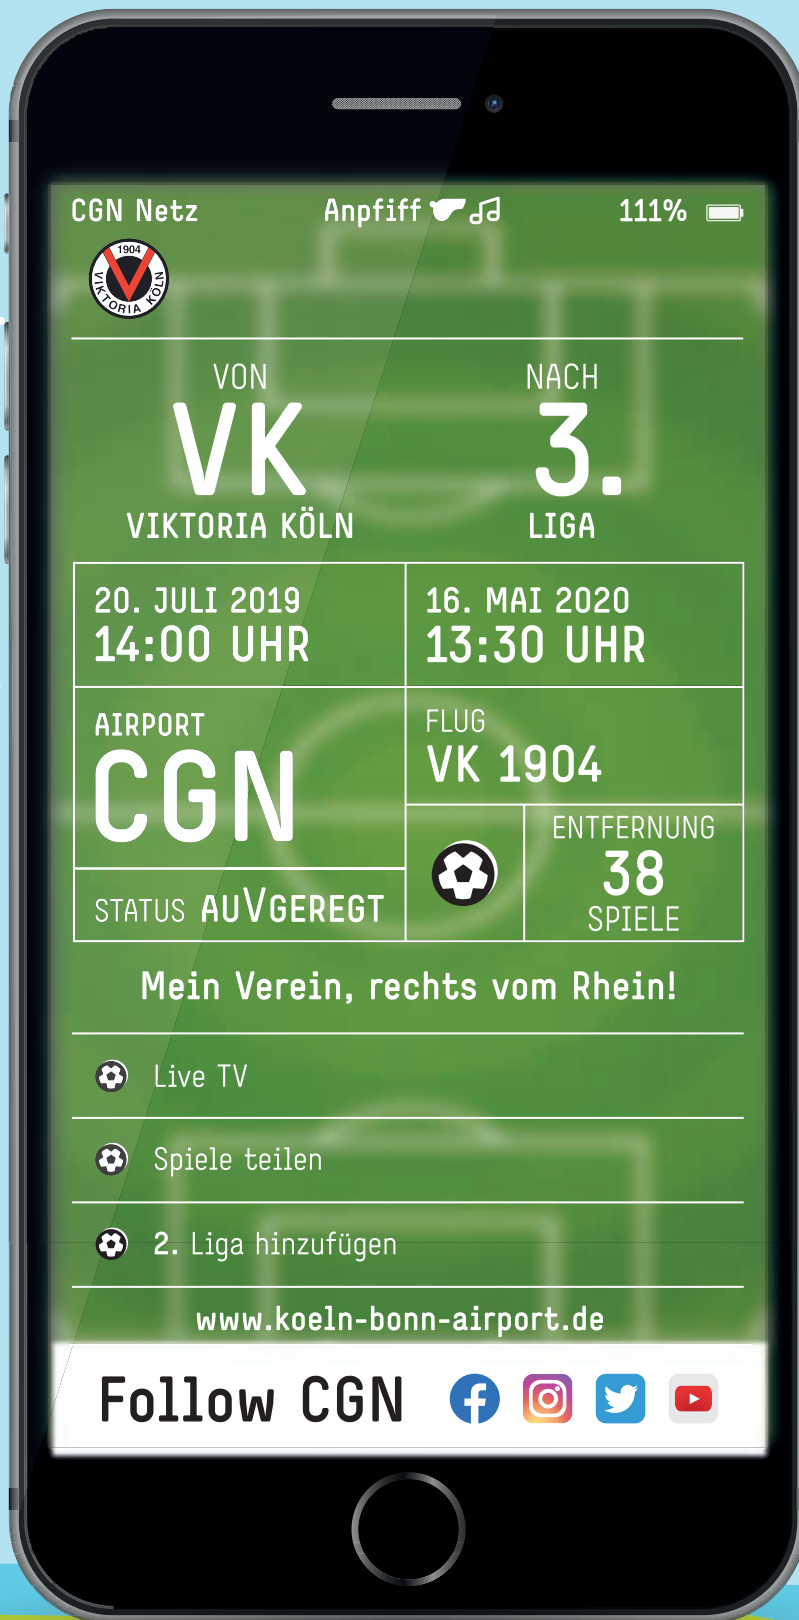 CGN Netz Anpfiff 111%
1904
VIKTORIA KÖLN
VON
VK
VIKTORIA KÖLN
NACH
3.
LIGA
20. JULI 2019
14:00 UHR
16. MAI 2020
13:30 UHR
AIRPORT
CGN
FLUG
VK 1904
STATUS AUVGEREGT
ENTFERNUNG
38
SPIELE
Mein Verein, rechts vom Rhein!
Live TV
Spiele teilen
2. Liga hinzufügen
www.koeln-bonn-airport.de
Follow CGN